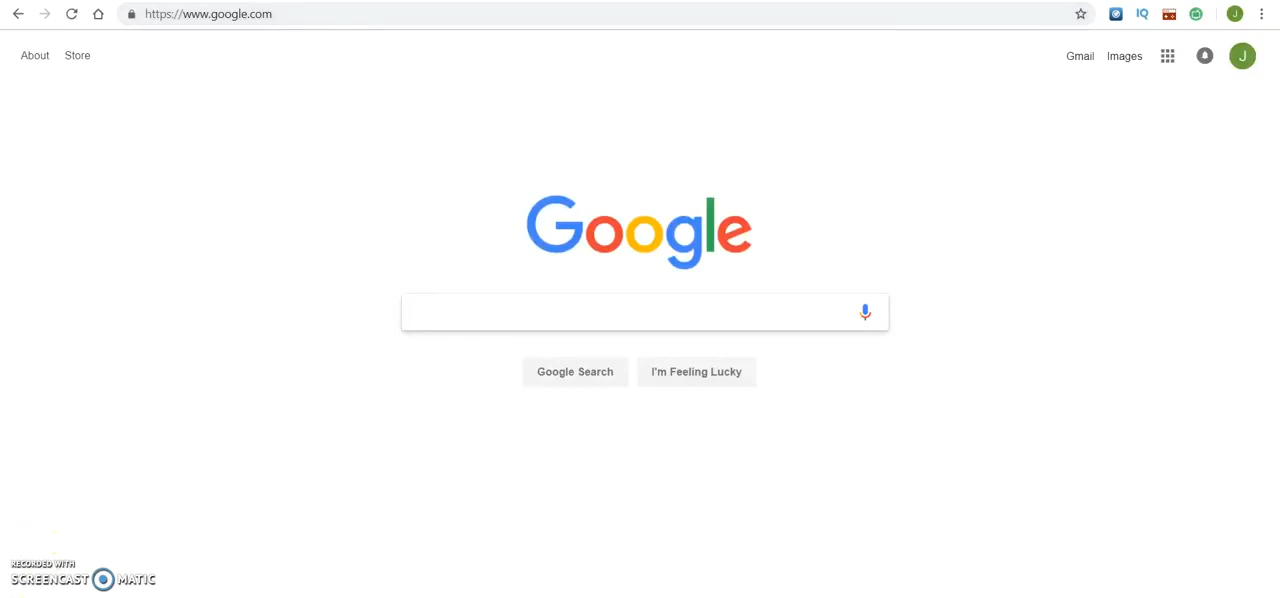 https://www.google.com
IQ
J
About Store
Gmail Images
J
Google
Google Search I'm Feeling Lucky
RECORDED WITH
SCREENCAST MATIC